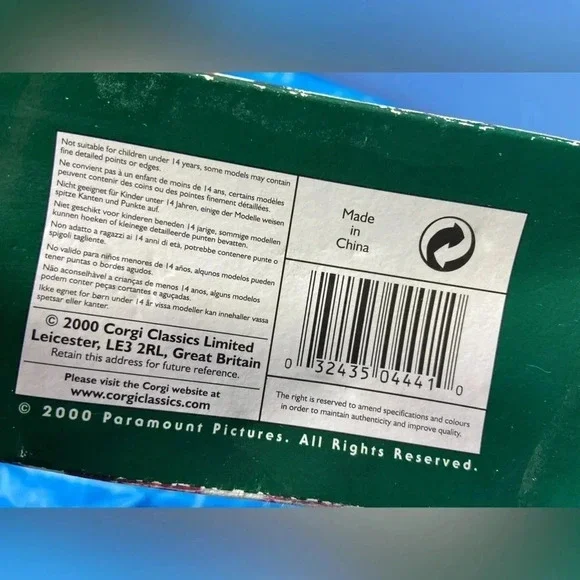 Not suitable for children under 14 years, some models may contain
fine detailed points or edges.
Ne convient pas à un enfant de moins de 14 ans, certains modèles
peuvent contenir des coins ou des pointes finement détaillées.
Nicht geeignet für Kinder unter 14 Jahren, einige der Modelle weisen
spitze Kanten und Punkte auf.
Niet geschikt voor kinderen beneden 14 jarige, sommige modellen
kunnen hoeken of kleinege detailleerde punten bevatten.
Non adatto a ragazzi ai 14 anni di età, potrebbe contenere punte o
spigoli tagliente.
No valido para niños menores de 14 años, alqunos modelos pueden
tener puntas o bordes agudos.
Não aconselhável a crianças de menos 14 anos, alguns modelos
podem conter peças cortantes e aguçadas.
Ikke egnet for børn under 14 år vissa modeller kan innehaller vassa
spetsar eller kanter.
© 2000 Corgi Classics Limited
Leicester, LE3 2RL, Great Britain
Retain this address for future reference.
Please visit the Corgi website at
www.corgiclassics.com
Made
in
China
0 32435 04441 0
The right is reserved to amend specifications and colours
in order to maintain authenticity and improve quality.
© 2000 Paramount Pictures. All Rights Reserved.